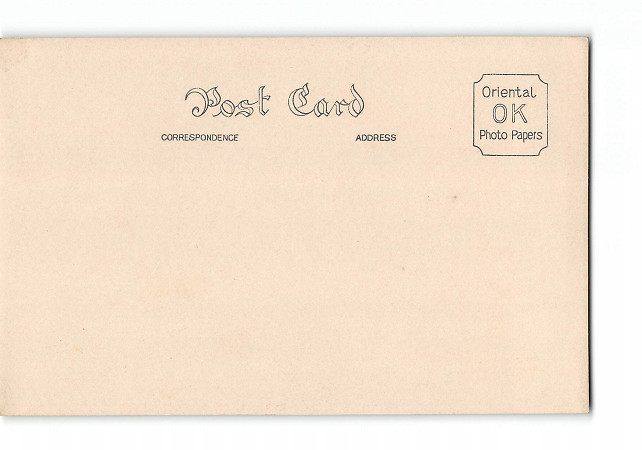 Post Card
CORRESPONDENCE
ADDRESS
Oriental
OK
Photo Papers